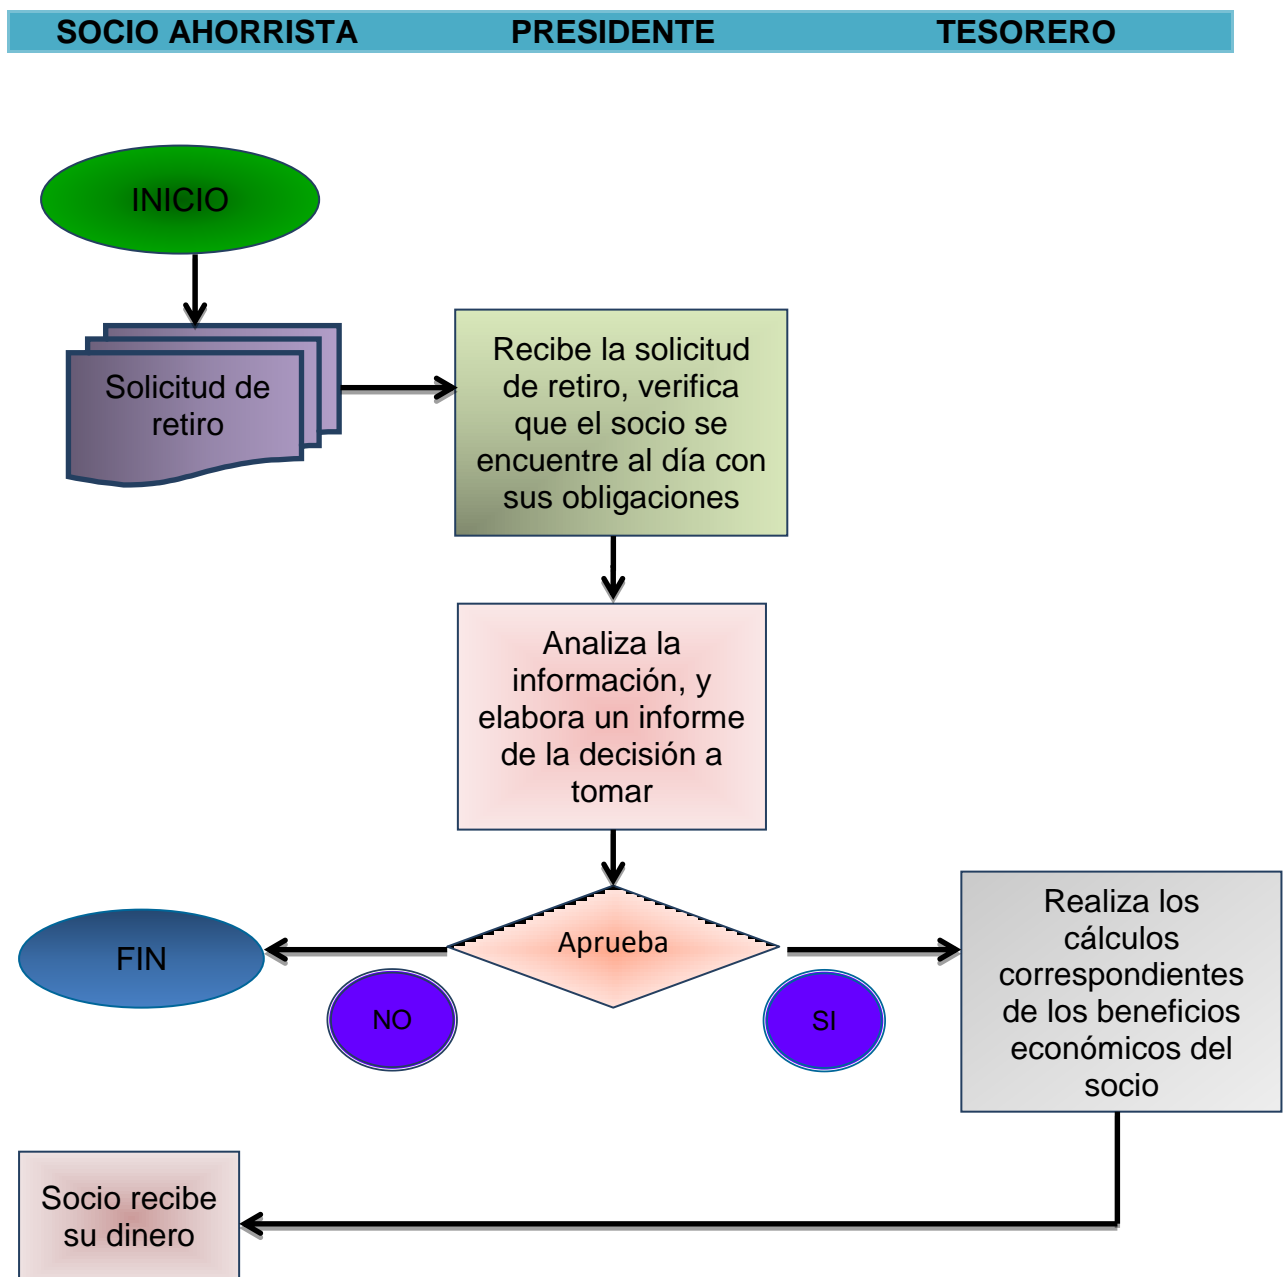 SOCIO AHORRISTA PRESIDENTE TESORERO
INICIO
Solicitud de
retiro
Recibe la solicitud
de retiro, verifica
que el socio se
encuentre al día con
sus obligaciones
Analiza la
información, y
elabora un informe
de la decisión a
tomar
Aprueba
FIN
NO
SI
Realiza los
cálculos
correspondientes
de los beneficios
económicos del
socio
Socio recibe
su dinero